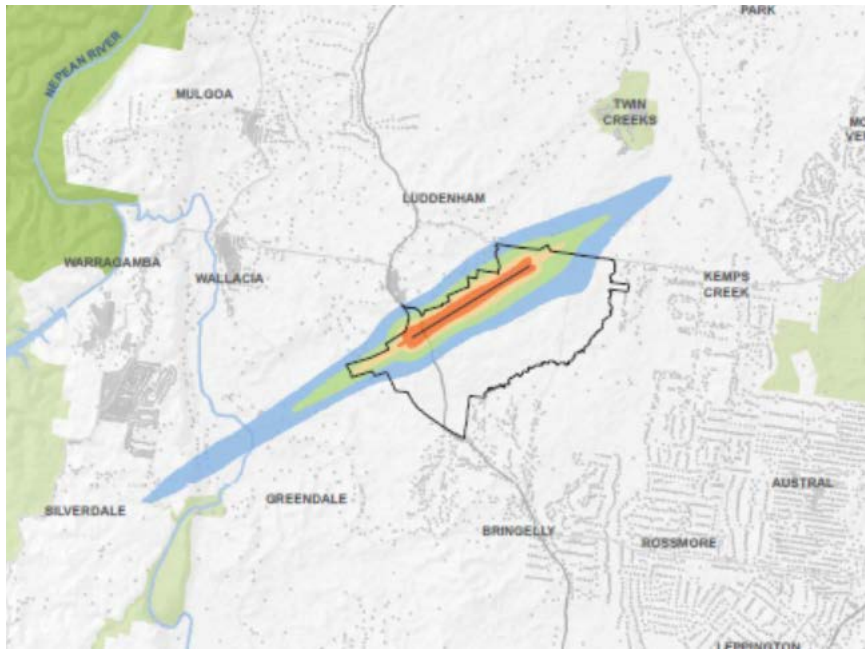 PARK
NEPEAN RIVER
MULGOA
TWIN
CREEKS
LUDDENHAM
WARRAGAMBA
WALLACIA
KEMPS
CREEK
AUSTRAL
SILVERDALE
GREENDALE
BRINGELLY
ROSSMORE
LEPPINGTON